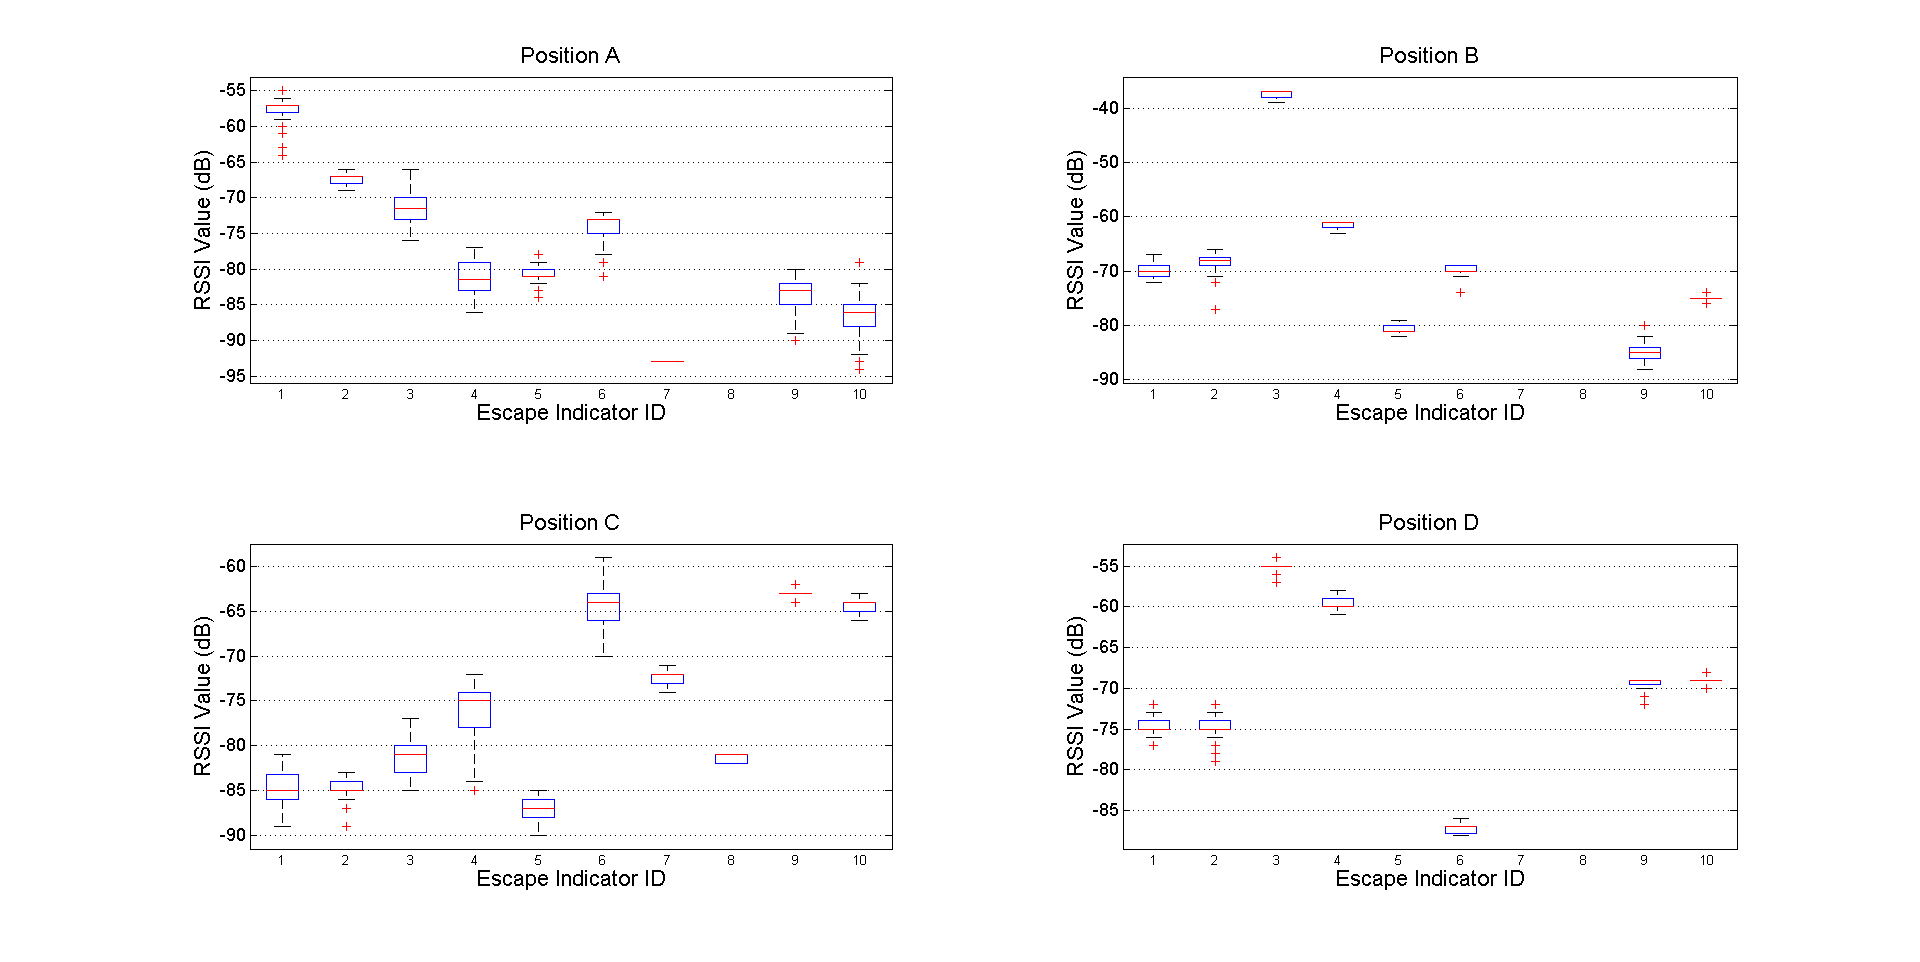 Position A
-55
-60
-65
-70
-75
-80
-85
-90
-95
RSSI Value (dB)
1 2 3 4 5 6 7 8 9 10
Escape Indicator ID
Position B
-40
-50
-60
-70
-80
-90
RSSI Value (dB)
1 2 3 4 5 6 7 8 9 10
Escape Indicator ID
Position C
-60
-65
-70
-75
-80
-85
-90
RSSI Value (dB)
1 2 3 4 5 6 7 8 9 10
Escape Indicator ID
Position D
-55
-60
-65
-70
-75
-80
-85
RSSI Value (dB)
1 2 3 4 5 6 7 8 9 10
Escape Indicator ID